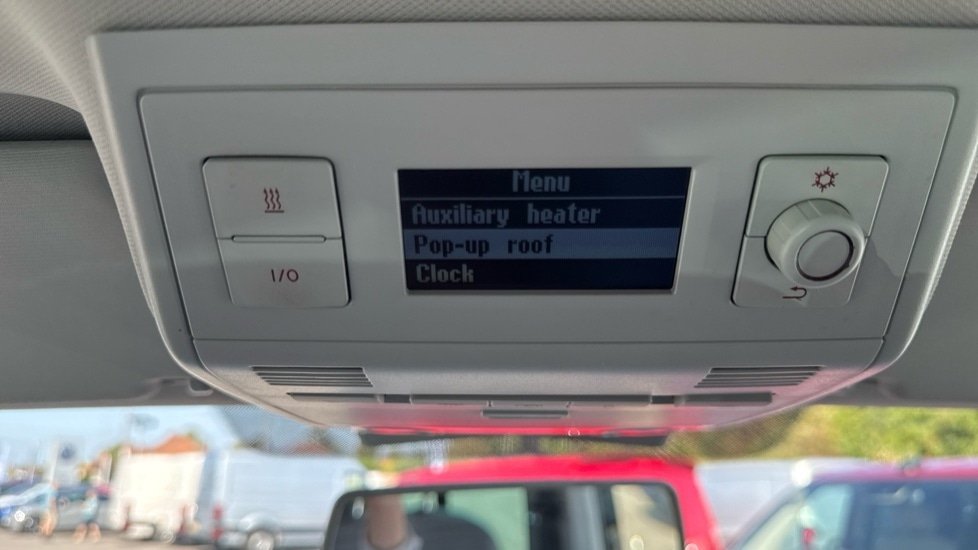 Menu
Auxiliary heater
Pop-up roof
Clock
I/O